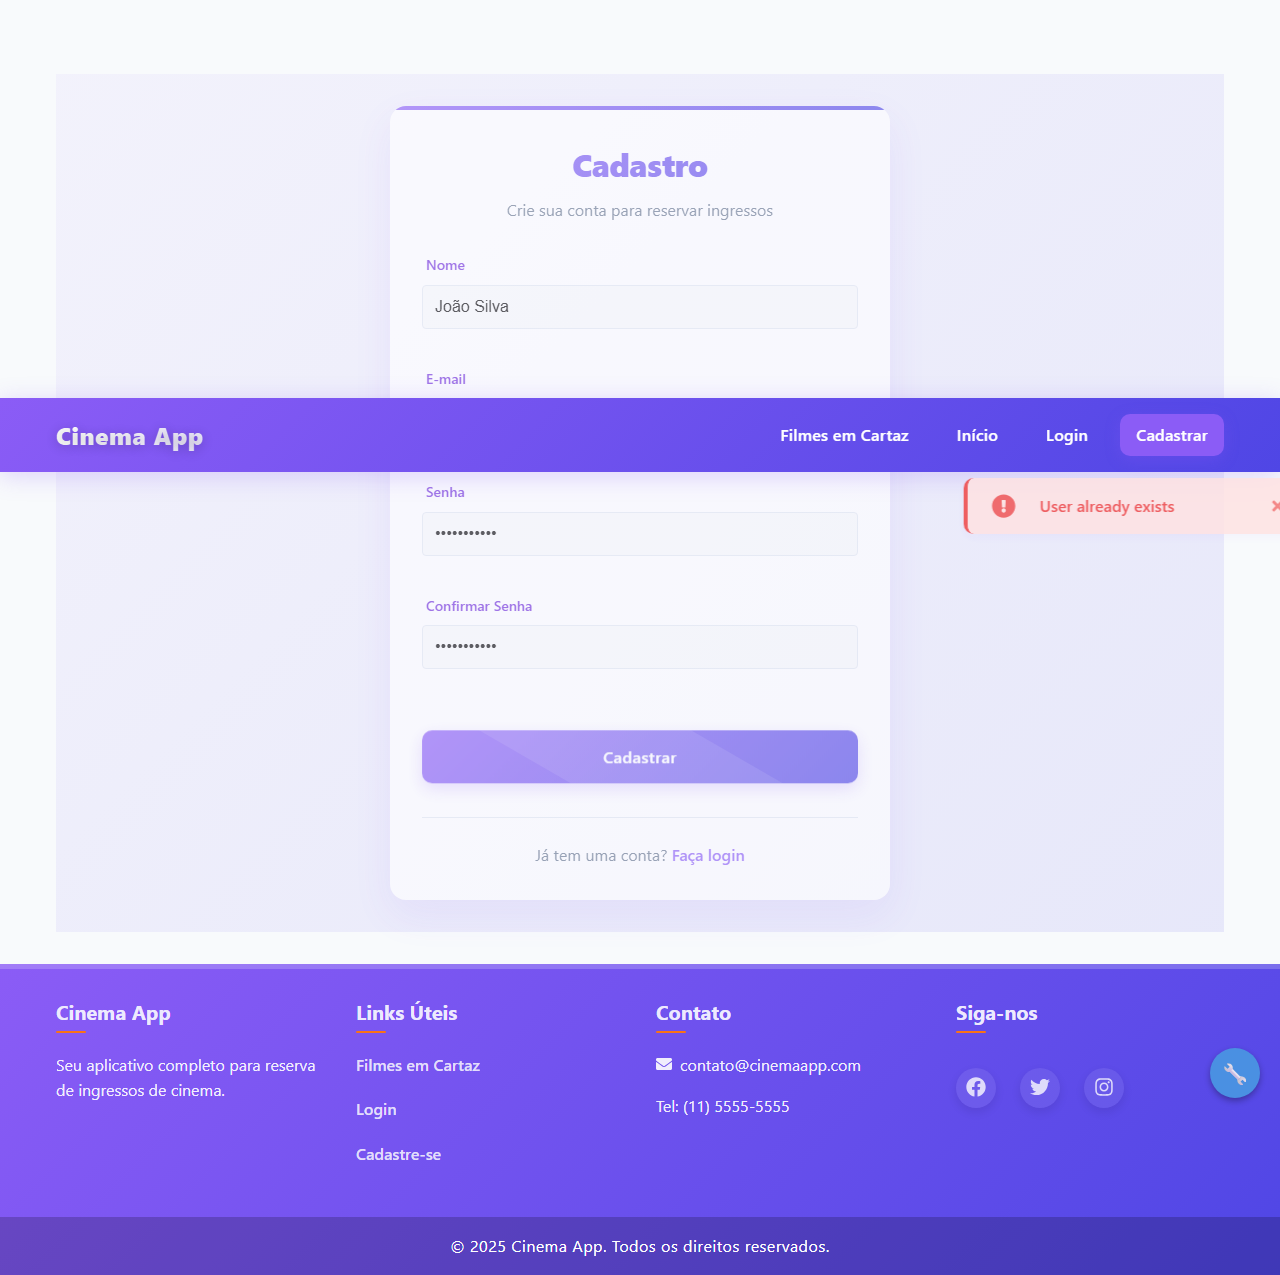 Cadastro
Crie sua conta para reservar ingressos
Nome
João Silva
E-mail
Cinema App
Filmes em Cartaz
Início
Login
Cadastrar
Senha
•••••••••••
User already exists
Confirmar Senha
•••••••••••
Cadastrar
Já tem uma conta? Faça login
Cinema App
Seu aplicativo completo para reserva
de ingressos de cinema.
Links Úteis
Filmes em Cartaz
Login
Cadastre-se
Contato
contato@cinemaapp.com
Tel: (11) 5555-5555
Siga-nos
© 2025 Cinema App. Todos os direitos reservados.